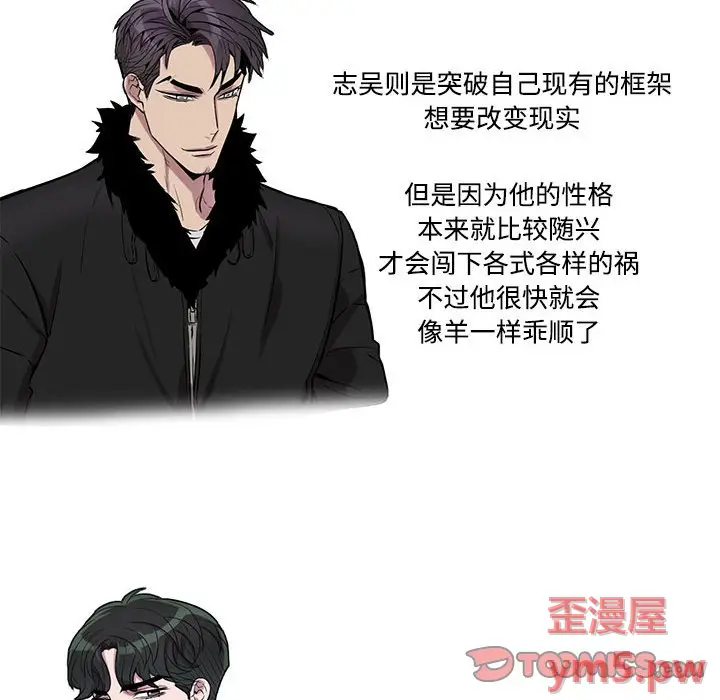 志吴则是突破自己现有的框架
想要改变现实
但是因为他的性格
本来就比较随兴
才会闯下各式各样的祸
不过他很快就会
像羊一样乖顺了
歪漫屋
ym5.pw